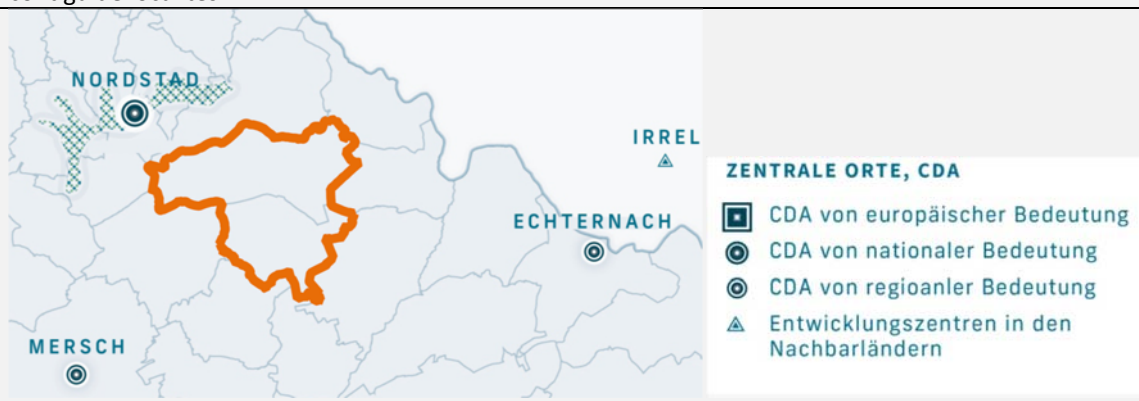 NORDSTAD
IRREL
ECHTERNACH
MERSCH
ZENTRALE ORTE, CDA
CDA von europäischer Bedeutung
CDA von nationaler Bedeutung
CDA von regioanler Bedeutung
Entwicklungszentren in den
Nachbarländern